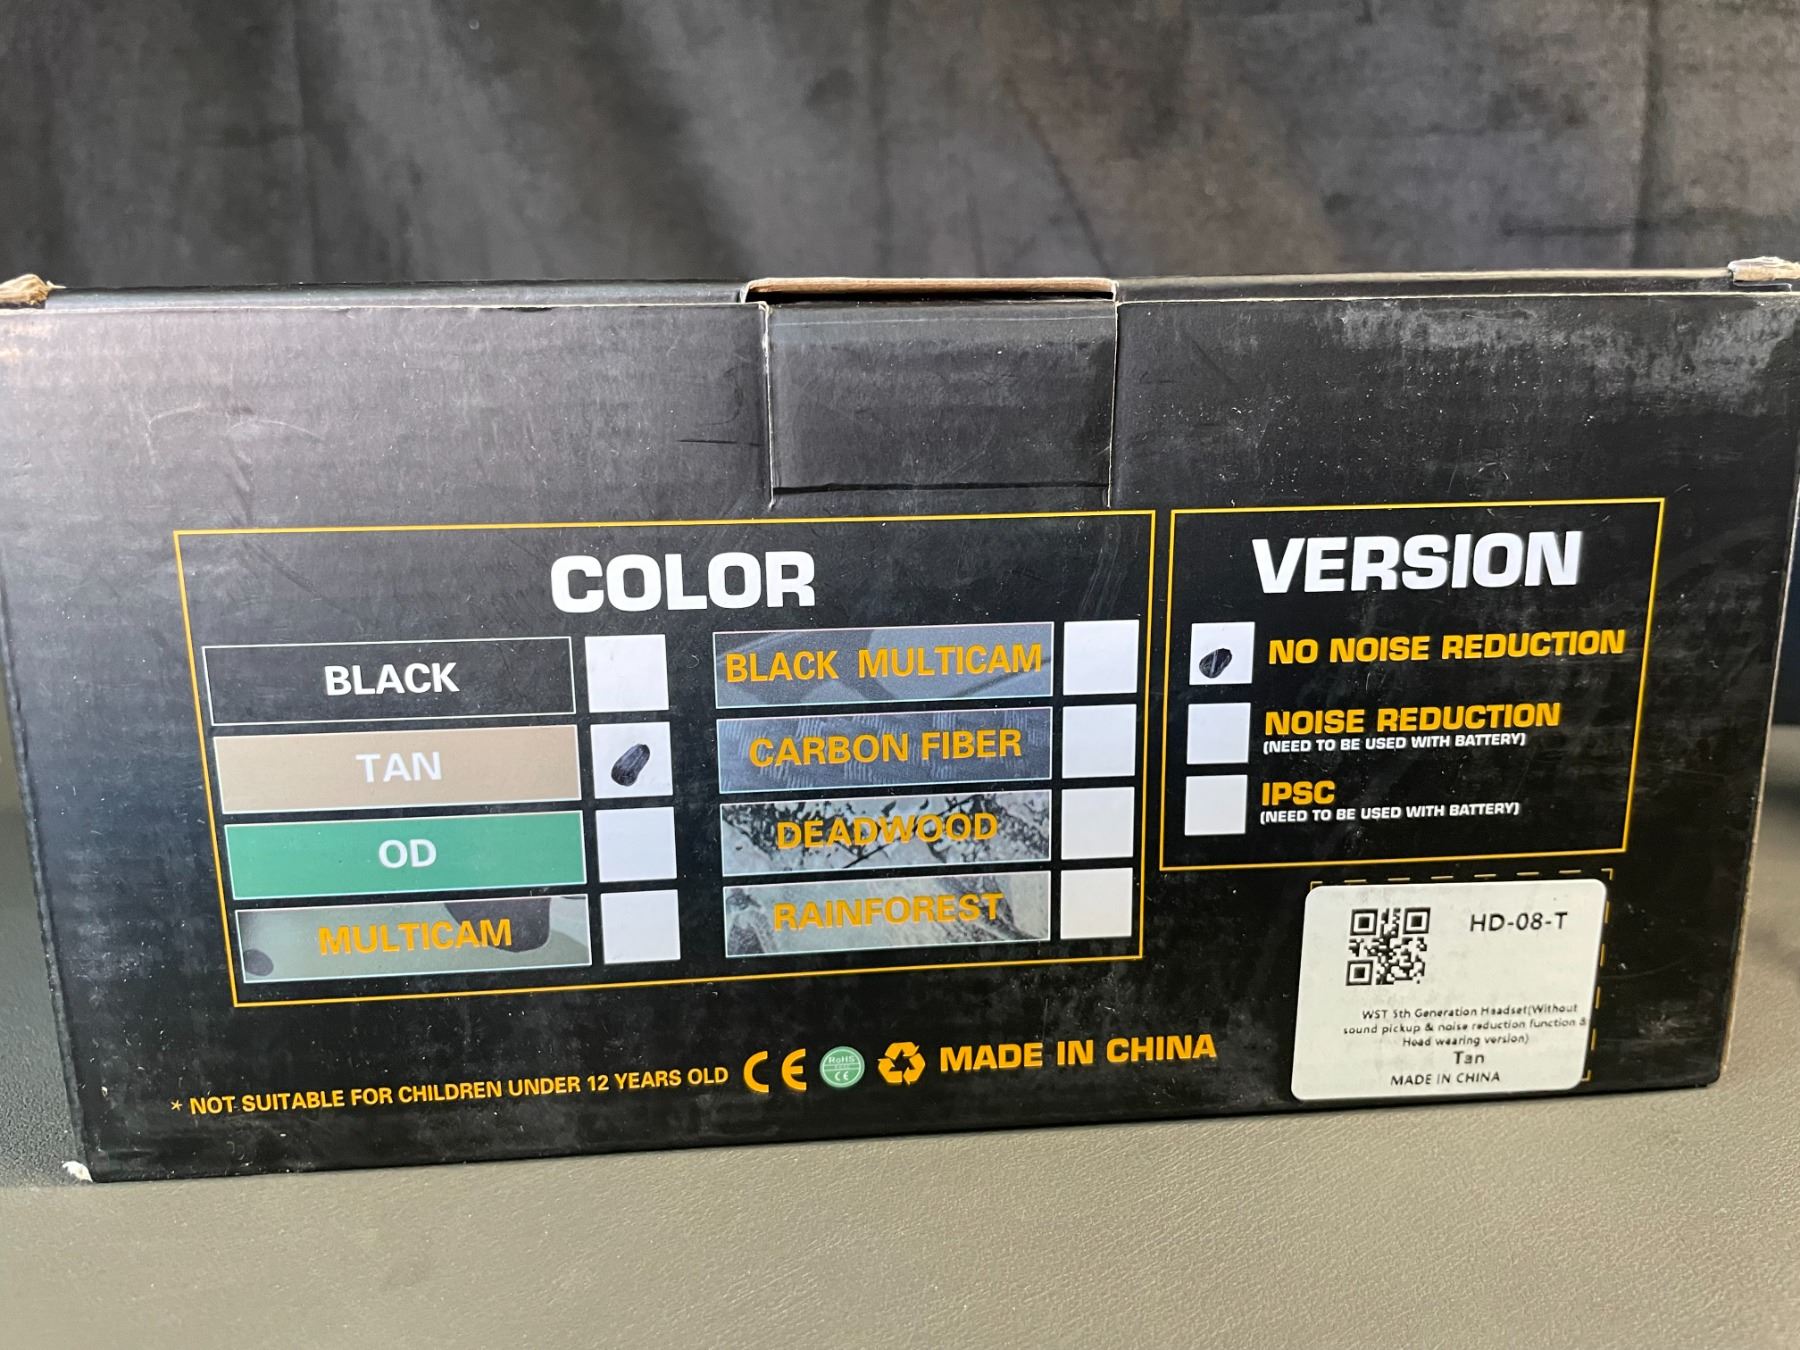 COLOR
BLACK
TAN
OD
MULTICAM
BLACK MULTICAM
CARBON FIBER
DEADWOOD
RAINFOREST
VERSION
NO NOISE REDUCTION
NOISE REDUCTION
(NEED TO BE USED WITH BATTERY)
IPSC
(NEED TO BE USED WITH BATTERY)
* NOT SUITABLE FOR CHILDREN UNDER 12 YEARS OLD CE RoHS CE MADE IN CHINA
HD-08-T
WST 5th Generation Headset(Without
sound pickup & noise reduction function &
Head wearing version)
Tan
MADE IN CHINA